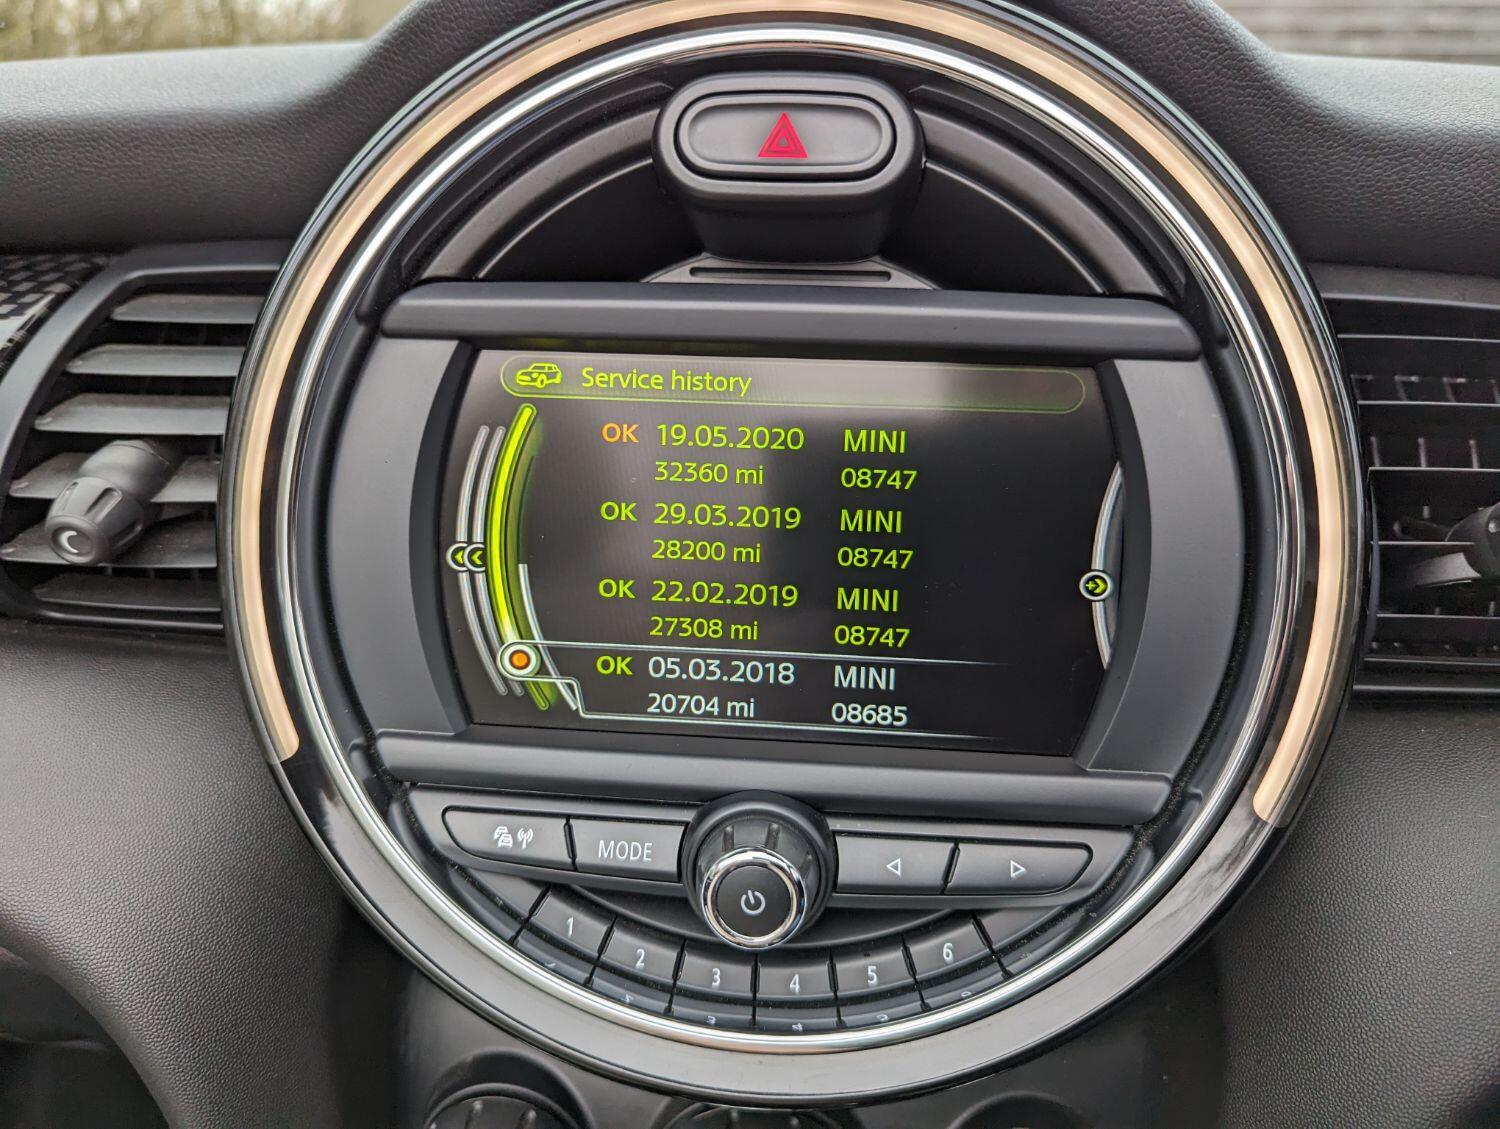 Service history
OK 19.05.2020 MINI
32360 mi 08747
OK 29.03.2019 MINI
28200 mi 08747
OK 22.02.2019 MINI
27308 mi 08747
OK 05.03.2018 MINI
20704 mi 08685
MODE
1 2 3 4 5 6